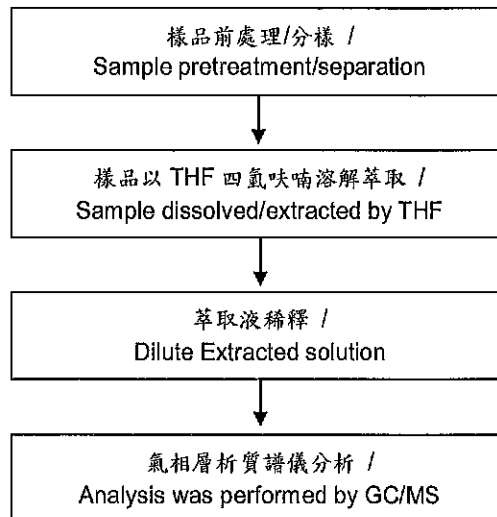 樣品前處理/分樣 /
Sample pretreatment/separation
樣品以 THF 四氫呋喃溶解萃取 /
Sample dissolved/extracted by THF
萃取液稀釋 /
Dilute Extracted solution
氣相層析質譜儀分析 /
Analysis was performed by GC/MS